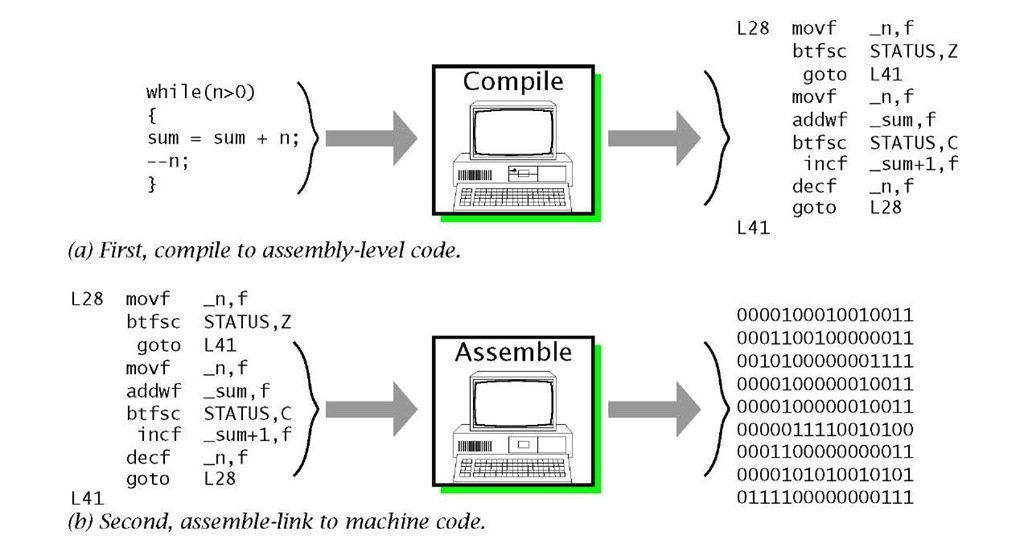 while(n>0)
{
sum = sum + n;
--n;
}
Compile
L28 movf _n,f
btfsc STATUS,Z
goto L41
movf _n,f
addwf _sum,f
btfsc STATUS,C
incf _sum+1,f
decf _n,f
goto L28
L41
(a) First, compile to assembly-level code.
L28 movf _n,f
btfsc STATUS,Z
goto L41
movf _n,f
addwf _sum,f
btfsc STATUS,C
incf _sum+1,f
decf _n,f
goto L28
L41
Assemble
0000100010010011
0001100100000011
0010100000001111
0000100000010011
0000100000010011
0000011110010100
0001100000000011
0000101010010101
0111100000000111
(b) Second, assemble-link to machine code.